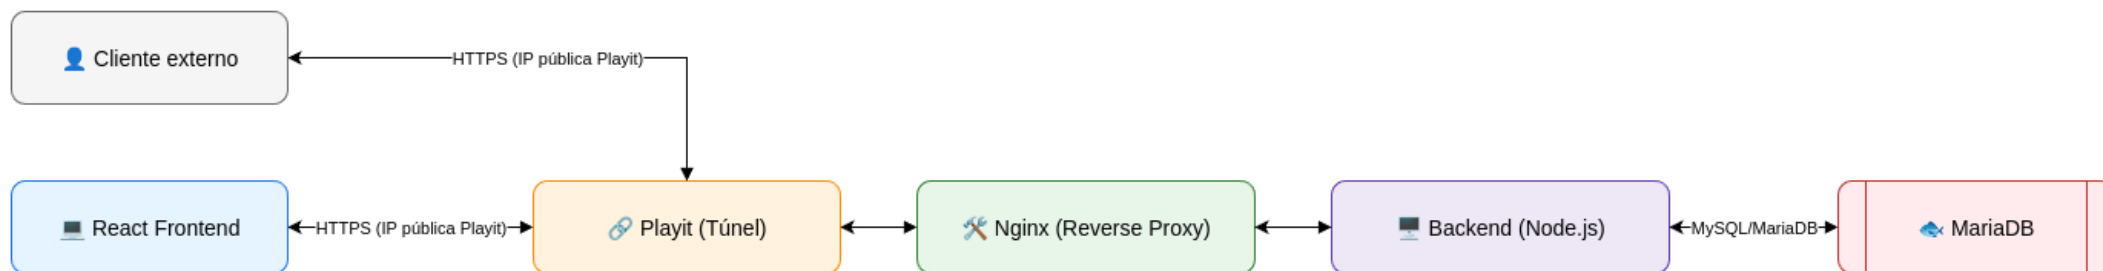 👤 Cliente externo
HTTPS (IP pública Playit)
💻 React Frontend
HTTPS (IP pública Playit)
🔗 Playit (Túnel)
🛠️ Nginx (Reverse Proxy)
🖥️ Backend (Node.js)
MySQL/MariaDB
🐟 MariaDB